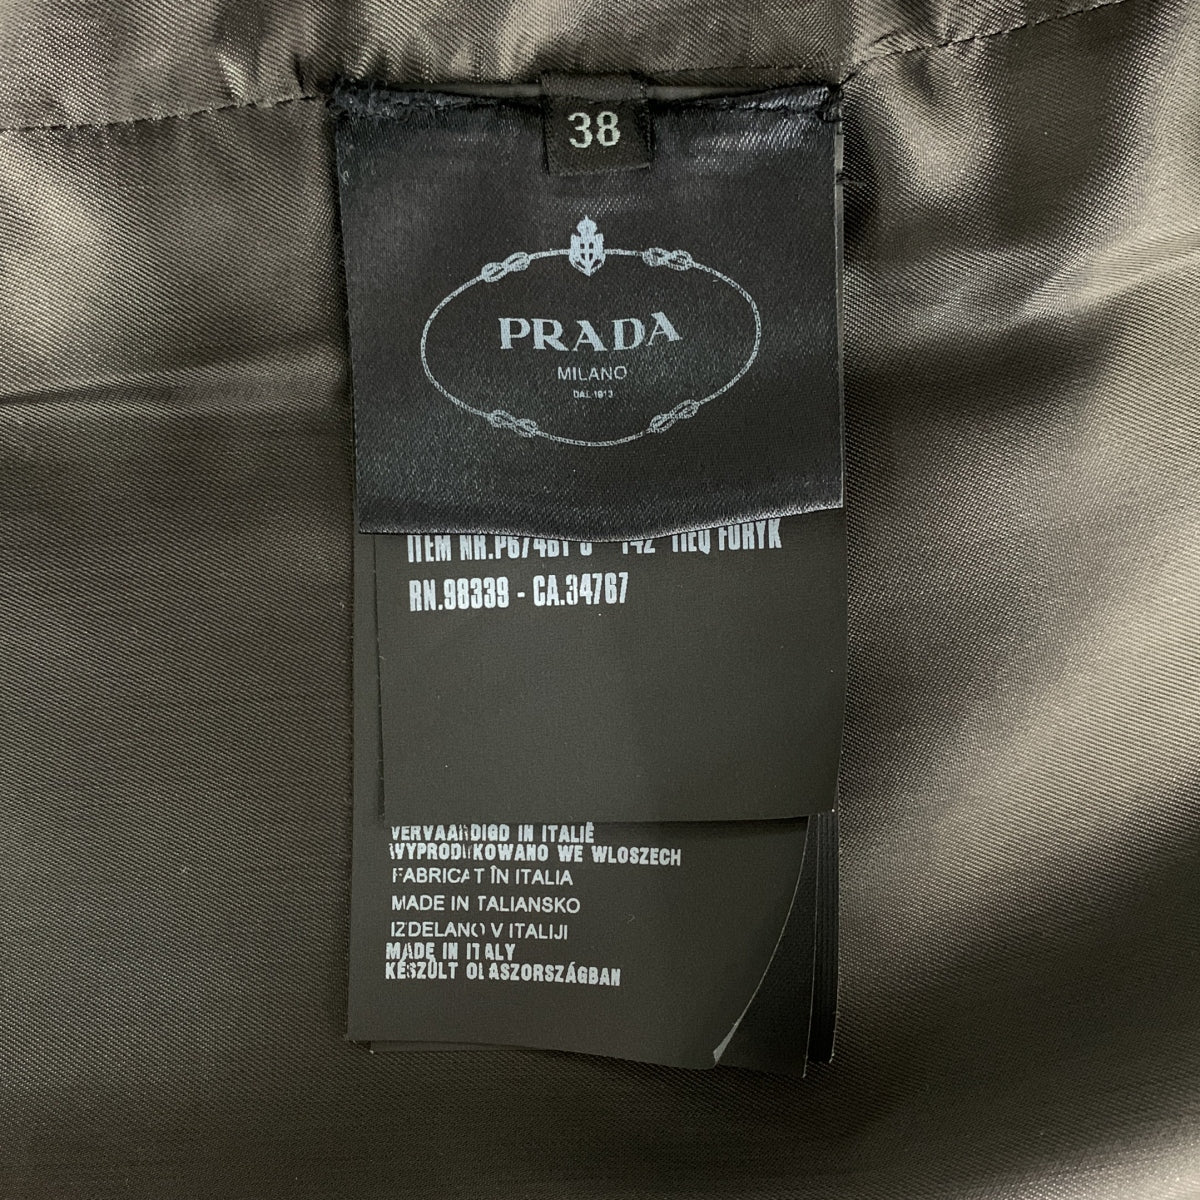 38
PRADA
MILANO
DAL 1913
ITEM NR.
RN.98339 - CA.34767
VERVAARDIGD IN ITALIË
WYPRODUKOWANO WE WLOSZECH
FABRICAT ÎN ITALIA
MADE IN TALIANSKO
IZDELANO V ITALIJI
MADE IN ITALY
KÉSZÜLT OLASZORSZÁGBAN